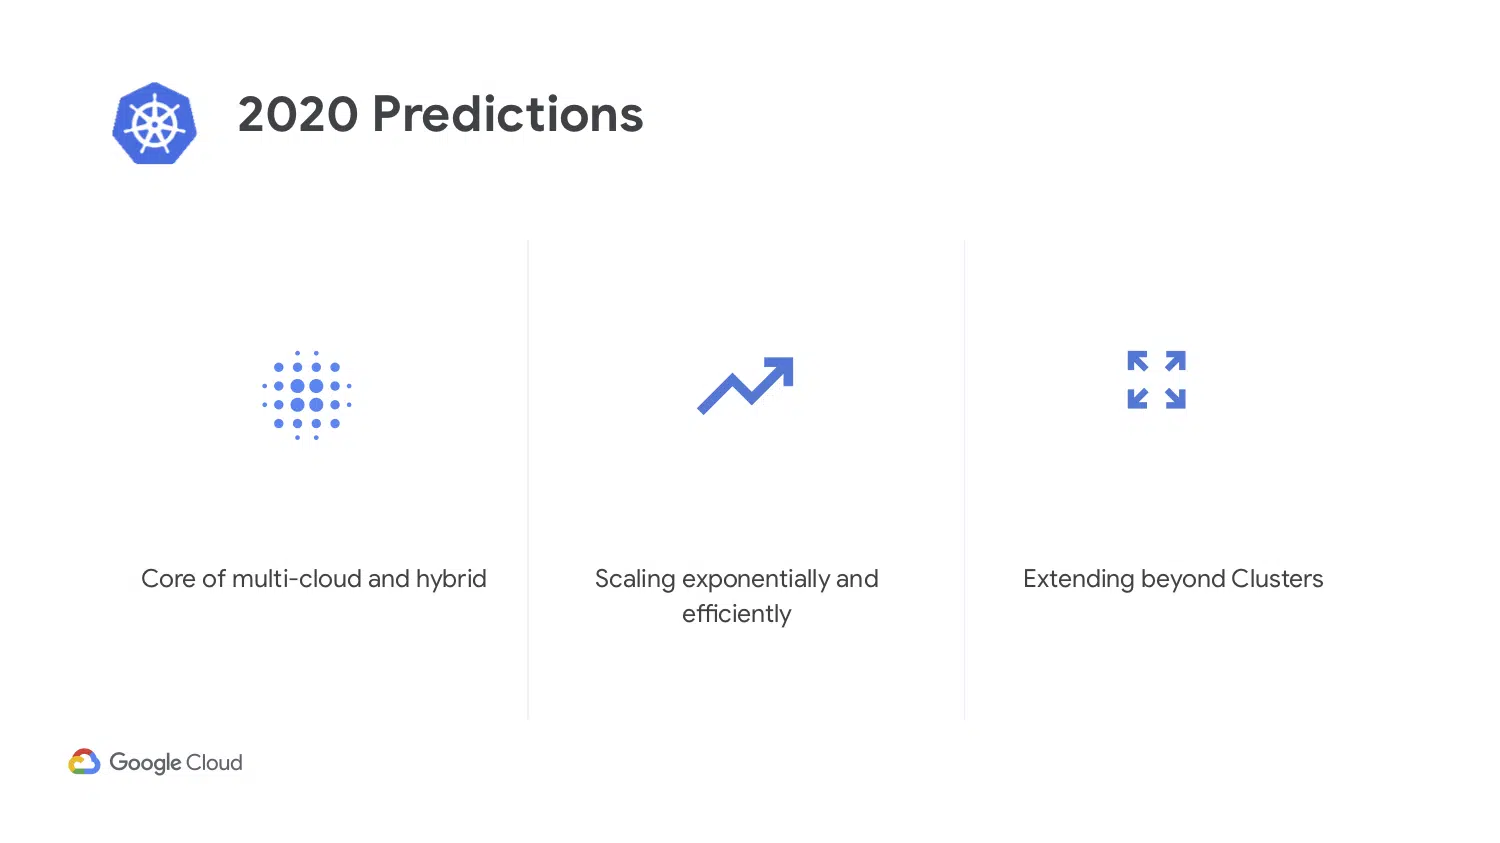 2020 Predictions
Core of multi-cloud and hybrid
Scaling exponentially and
efficiently
Extending beyond Clusters
Google Cloud